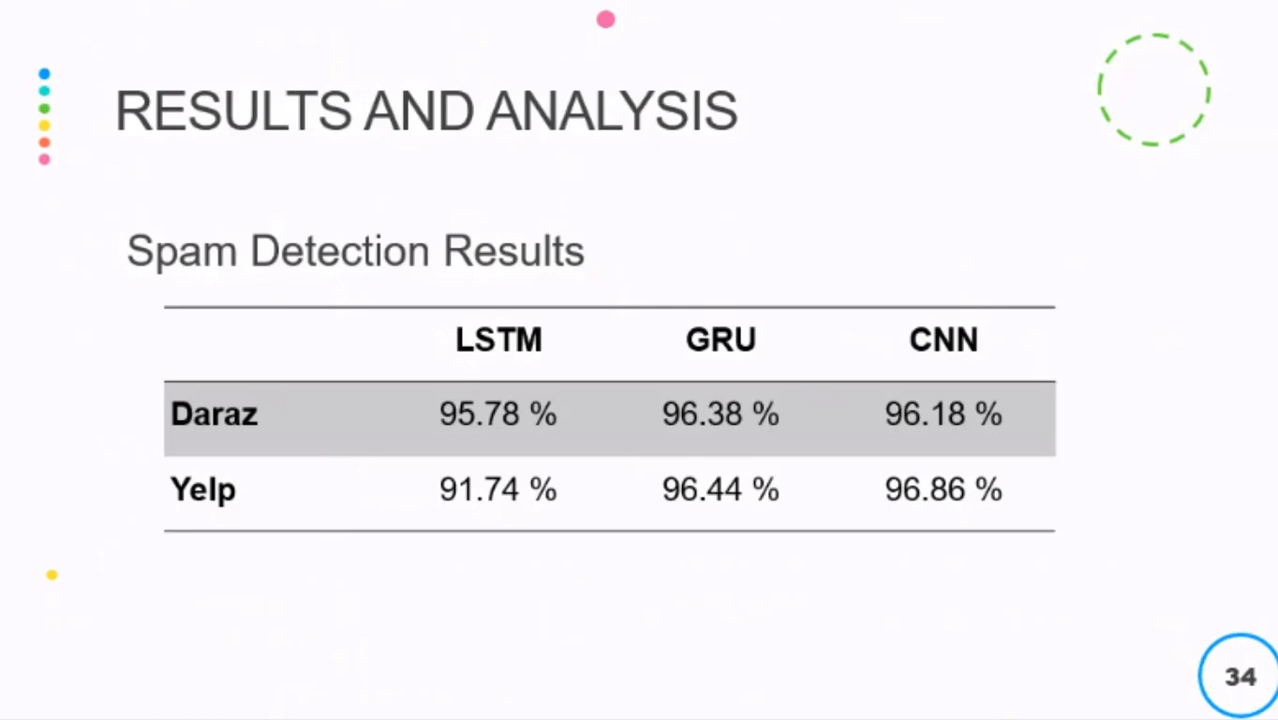 RESULTS AND ANALYSIS
Spam Detection Results
LSTM GRU CNN
Daraz 95.78 % 96.38 % 96.18 %
Yelp 91.74 % 96.44 % 96.86 %
34